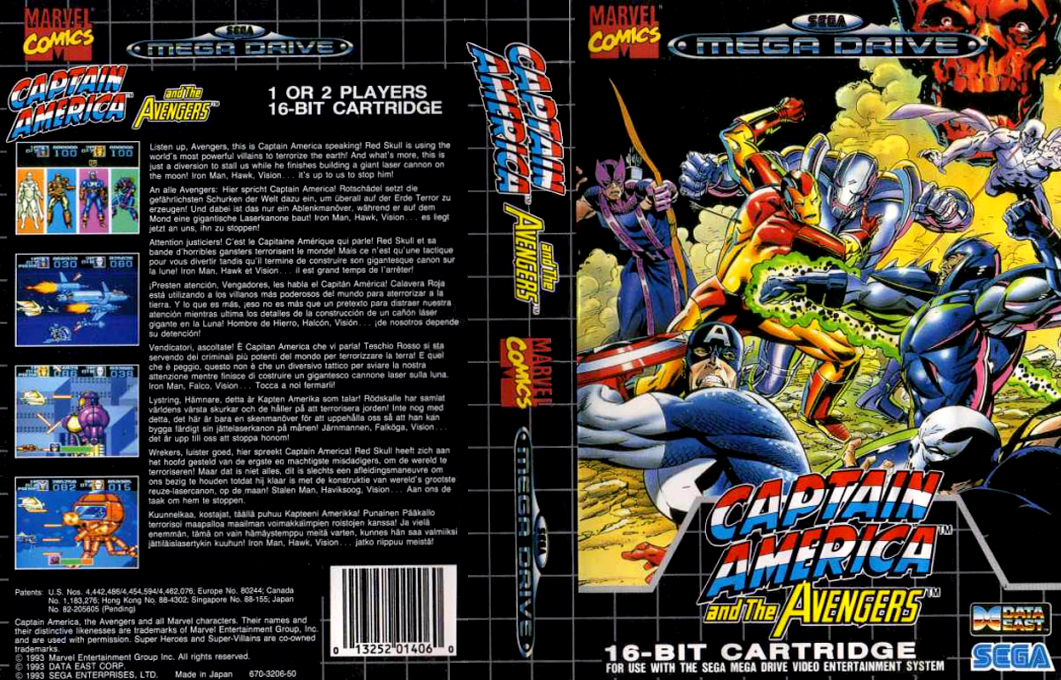 MARVEL
COMICS
SEGA
MEGA DRIVE
CAPTAIN
AMERICA™
and The
AVENGERS™
1 OR 2 PLAYERS
16-BIT CARTRIDGE
Listen up, Avengers, this is Captain America speaking! Red Skull is using the
world's most powerful villains to terrorize the earth! And what's more, this is
just a diversion to stall us while he finishes building a giant laser cannon on
the moon! Iron Man, Hawk, Vision... it's up to us to stop him!
An alle Avengers: Hier spricht Captain America! Rotschädel setzt die
gefährlichsten Schurken der Welt dazu ein, um überall auf der Erde Terror zu
erzeugen! Und dabei ist das nur ein Ablenkmanöver, während er auf dem
Mond eine gigantische Laserkanone baut! Iron Man, Hawk, Vision... es liegt
jetzt an uns, ihn zu stoppen!
Attention justiciers! C'est le Capitaine Amérique qui parle! Red Skull et sa
bande d'horribles gansters terrorisent le monde! Mais ce n'est qu'une tactique
pour vous divertir tandis qu'il termine de construire son gigantesque canon sur
la lune! Iron Man, Hawk et Vision... il est grand temps de l'arrêter!
¡Presten atención, Vengadores, les habla el Capitán América! Calavera Roja
está utilizando a los villanos más poderosos del mundo para aterrorizar a la
tierra. Y lo que es más, ¡eso no es más que un pretexto para distraer nuestra
atención mientras ultima los detalles de la construcción de un cañón láser
gigante en la Luna! Hombre de Hierro, Halcón, Visión... ¡de nosotros depende
su detención!
Vendicatori, ascoltate! È Capitan America che vi parla! Teschio Rosso si sta
servendo dei criminali più potenti del mondo per terrorizzare la terra! E quel
che è peggio, questo non è che un diversivo tattico per sviare la nostra
attenzione mentre finisce di costruire un gigantesco cannone laser sulla luna.
Iron Man, Falco, Vision... Tocca a noi fermarli!
Lystring, Hämnare, detta är Kapten Amerika som talar! Rödskalle har samlat
världens värsta skurkar och de håller på att terrorisera jorden! Inte nog med
detta, det här är bara en skenmanöver för att uppehålla oss så att han kan
bygga färdigt sin jättelaserkanon på månen! Järnmannen, Falköga, Vision...
det är upp till oss att stoppa honom!
Wrekers, luister goed, hier spreekt Captain America! Red Skull heeft zich aan
het hoofd gesteld van de ergste eo machtigste misdadigers, om de wereld te
terroriseren! Maar dat is niet alles, dit is slechts een afleidingsmaneuvre om
ons bezig te houden totdat hij klaar is met de konstruktie van wereld's grootste
reuze-lasercanon, op de maan! Stalen Man, Haviksoog, Vision... Aan ons de
taak om hem te stoppen.
Kuunnelkaa, kostajat, täällä puhuu Kapteeni Amerikka! Punainen Pääkallo
terrorisoi maapalloa maailman voimakkaimpien roistojen kanssa! Ja vielä
enemmän, tämä on vain hämäystemppu meitä varten, kunnes hän saa valmiiksi
jättiläislasertykin kuuhun! Iron Man, Hawk, Vision... jatko riippuu meistä!
Patents: U.S. Nos. 4,442,486/4,454,594/4,462,076; Europe No. 80244; Canada
No. 1,183,276; Hong Kong No. 88-4302; Singapore No. 88-155; Japan
No. 82-205605 (Pending)
Captain America, the Avengers and all Marvel characters. Their names and
their distinctive likenesses are trademarks of Marvel Entertainment Group, Inc.
and are used with permission. Super Heroes and Super-Villains are co-owned
trademarks.
© 1993 Marvel Entertainment Group Inc. All rights reserved.
© 1993 DATA EAST CORP.
© 1993 SEGA ENTERPRISES, LTD. Made in Japan 670-3206-50
0 13252 01406 0
CAPTAIN
AMERICA™
and The
AVENGERS™
MARVEL
COMICS
SEGA
MEGA DRIVE
MARVEL
COMICS
SEGA
MEGA DRIVE
A
CAPTAIN
AMERICA™
and The AVENGERS™
DATA
EAST
16-BIT CARTRIDGE
FOR USE WITH THE SEGA MEGA DRIVE VIDEO ENTERTAINMENT SYSTEM
SEGA